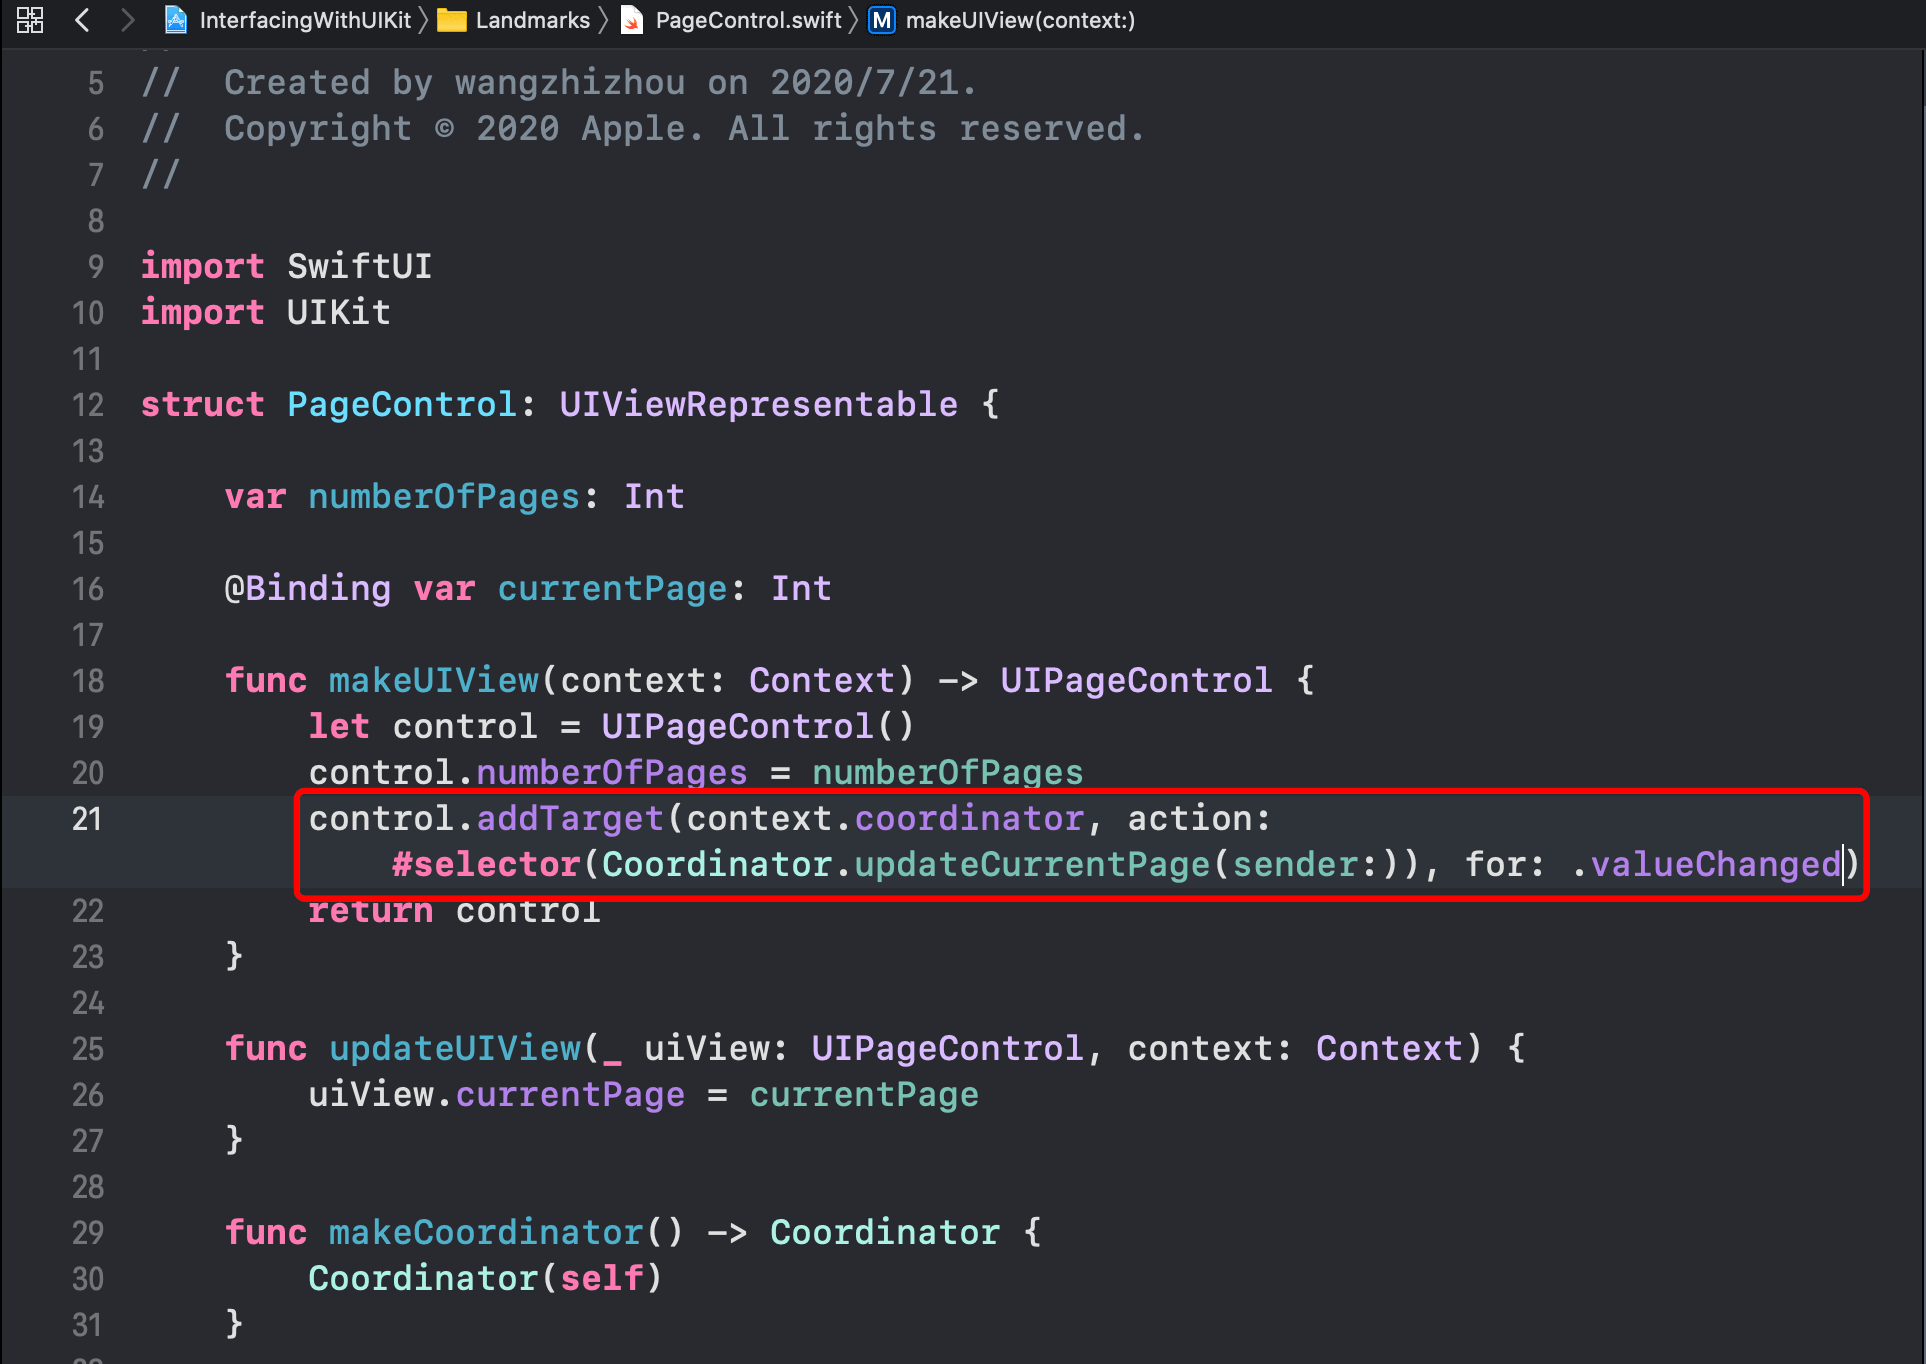 InterfacingWithUIKit Landmarks PageControl.swift M makeUIView(context:)
5 //  Created by wangzhizhou on 2020/7/21.
6 //  Copyright © 2020 Apple. All rights reserved.
7 //
8
9 import SwiftUI
10 import UIKit
11
12 struct PageControl: UIViewRepresentable {
13
14     var numberOfPages: Int
15
16     @Binding var currentPage: Int
17
18     func makeUIView(context: Context) -> UIPageControl {
19         let control = UIPageControl()
20         control.numberOfPages = numberOfPages
21         control.addTarget(context.coordinator, action:
            #selector(Coordinator.updateCurrentPage(sender:)), for: .valueChanged)
22         return control
23     }
24
25     func updateUIView(_ uiView: UIPageControl, context: Context) {
26         uiView.currentPage = currentPage
27     }
28
29     func makeCoordinator() -> Coordinator {
30         Coordinator(self)
31     }